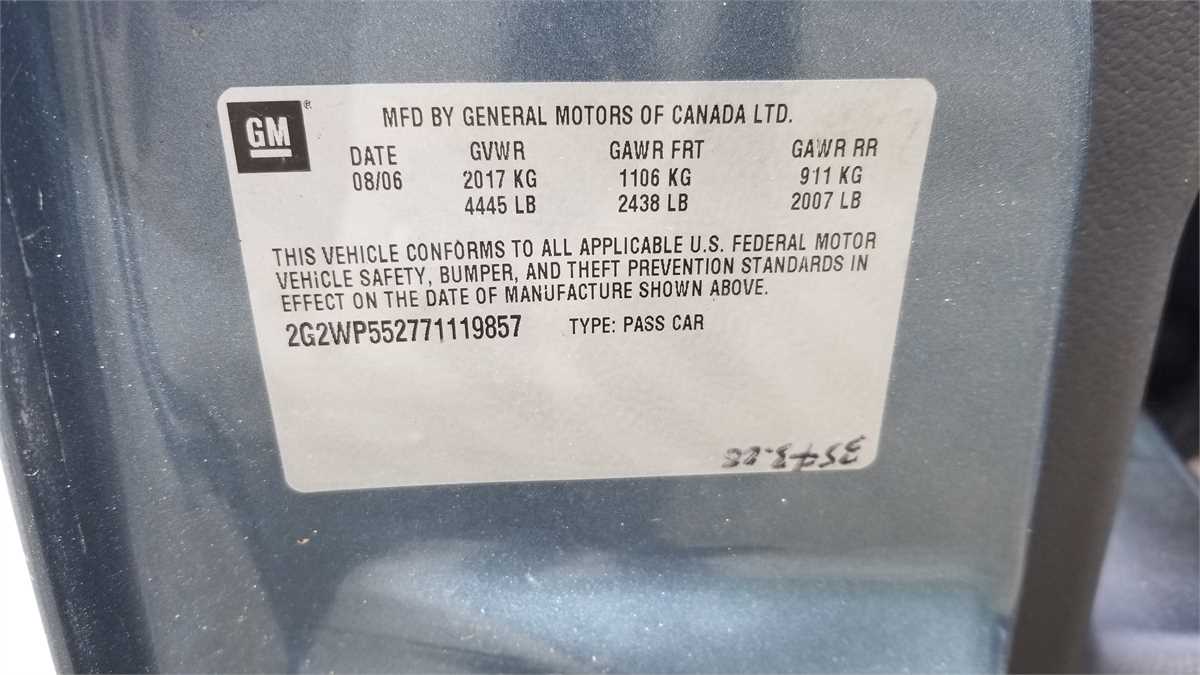 GM®
MFD BY GENERAL MOTORS OF CANADA LTD.
DATE GVWR GAWR FRT GAWR RR
08/06 2017 KG 1106 KG 911 KG
4445 LB 2438 LB 2007 LB
THIS VEHICLE CONFORMS TO ALL APPLICABLE U.S. FEDERAL MOTOR
VEHICLE SAFETY, BUMPER, AND THEFT PREVENTION STANDARDS IN
EFFECT ON THE DATE OF MANUFACTURE SHOWN ABOVE.
2G2WP552771119857 TYPE: PASS CAR